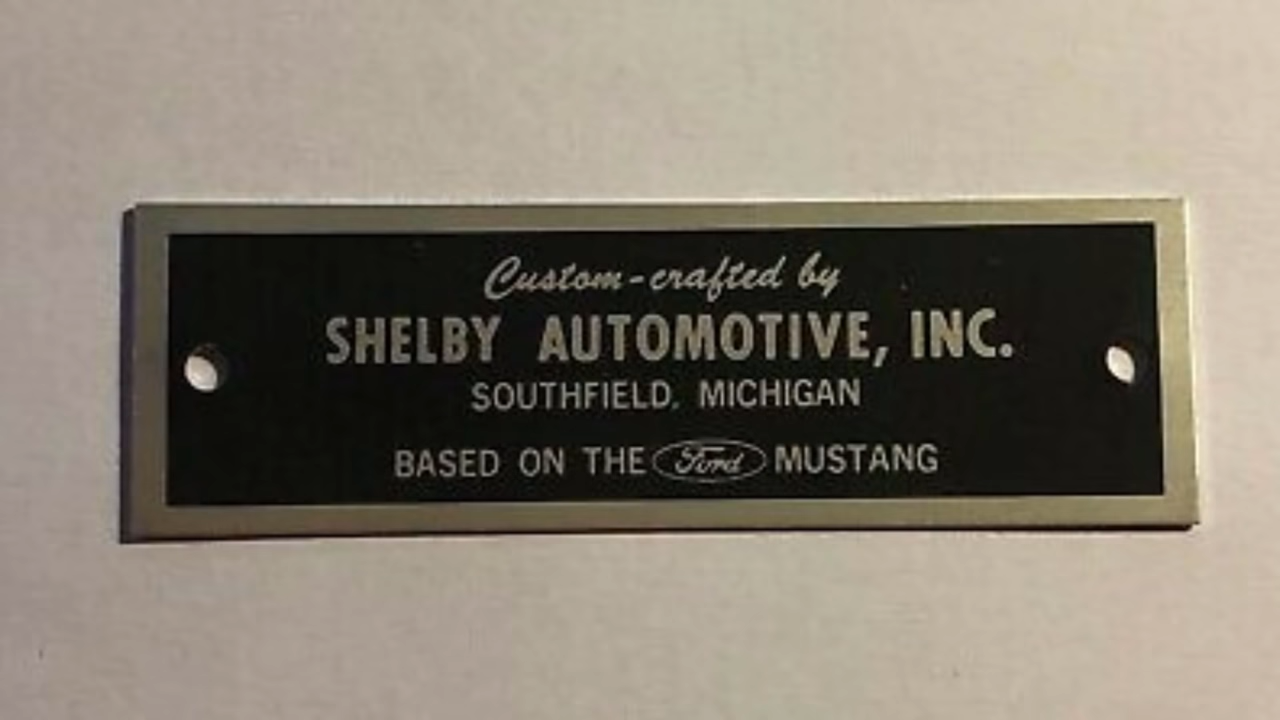 Custom-crafted by
SHELBY AUTOMOTIVE, INC.
SOUTHFIELD, MICHIGAN
BASED ON THE Ford MUSTANG